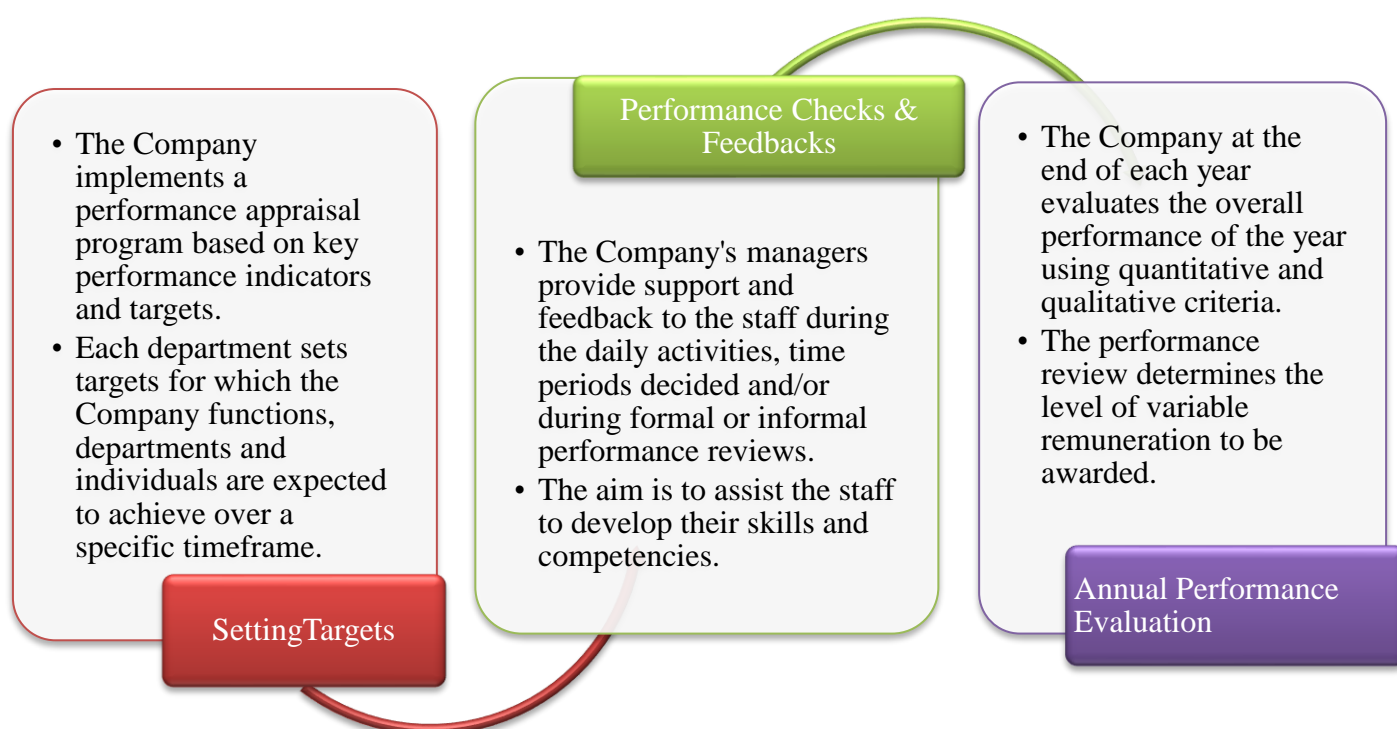 • The Company
implements a
performance appraisal
program based on key
performance indicators
and targets.
• Each department sets
targets for which the
Company functions,
departments and
individuals are expected
to achieve over a
specific timeframe.
SettingTargets
Performance Checks &
Feedbacks
• The Company's managers
provide support and
feedback to the staff during
the daily activities, time
periods decided and/or
during formal or informal
performance reviews.
• The aim is to assist the staff
to develop their skills and
competencies.
• The Company at the
end of each year
evaluates the overall
performance of the year
using quantitative and
qualitative criteria.
• The performance
review determines the
level of variable
remuneration to be
awarded.
Annual Performance
Evaluation